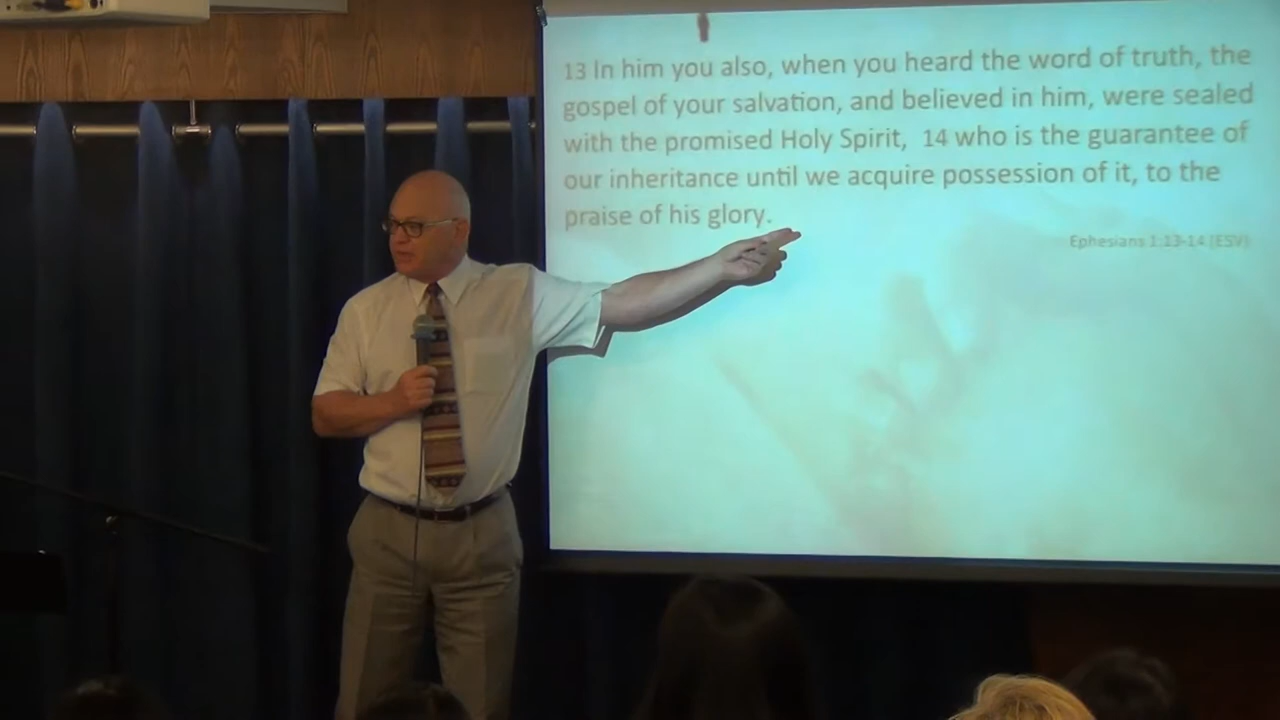 13 In him you also, when you heard the word of truth, the
gospel of your salvation, and believed in him, were sealed
with the promised Holy Spirit, 14 who is the guarantee of
our inheritance until we acquire possession of it, to the
praise of his glory.
Ephesians 1:13-14 (ESV)